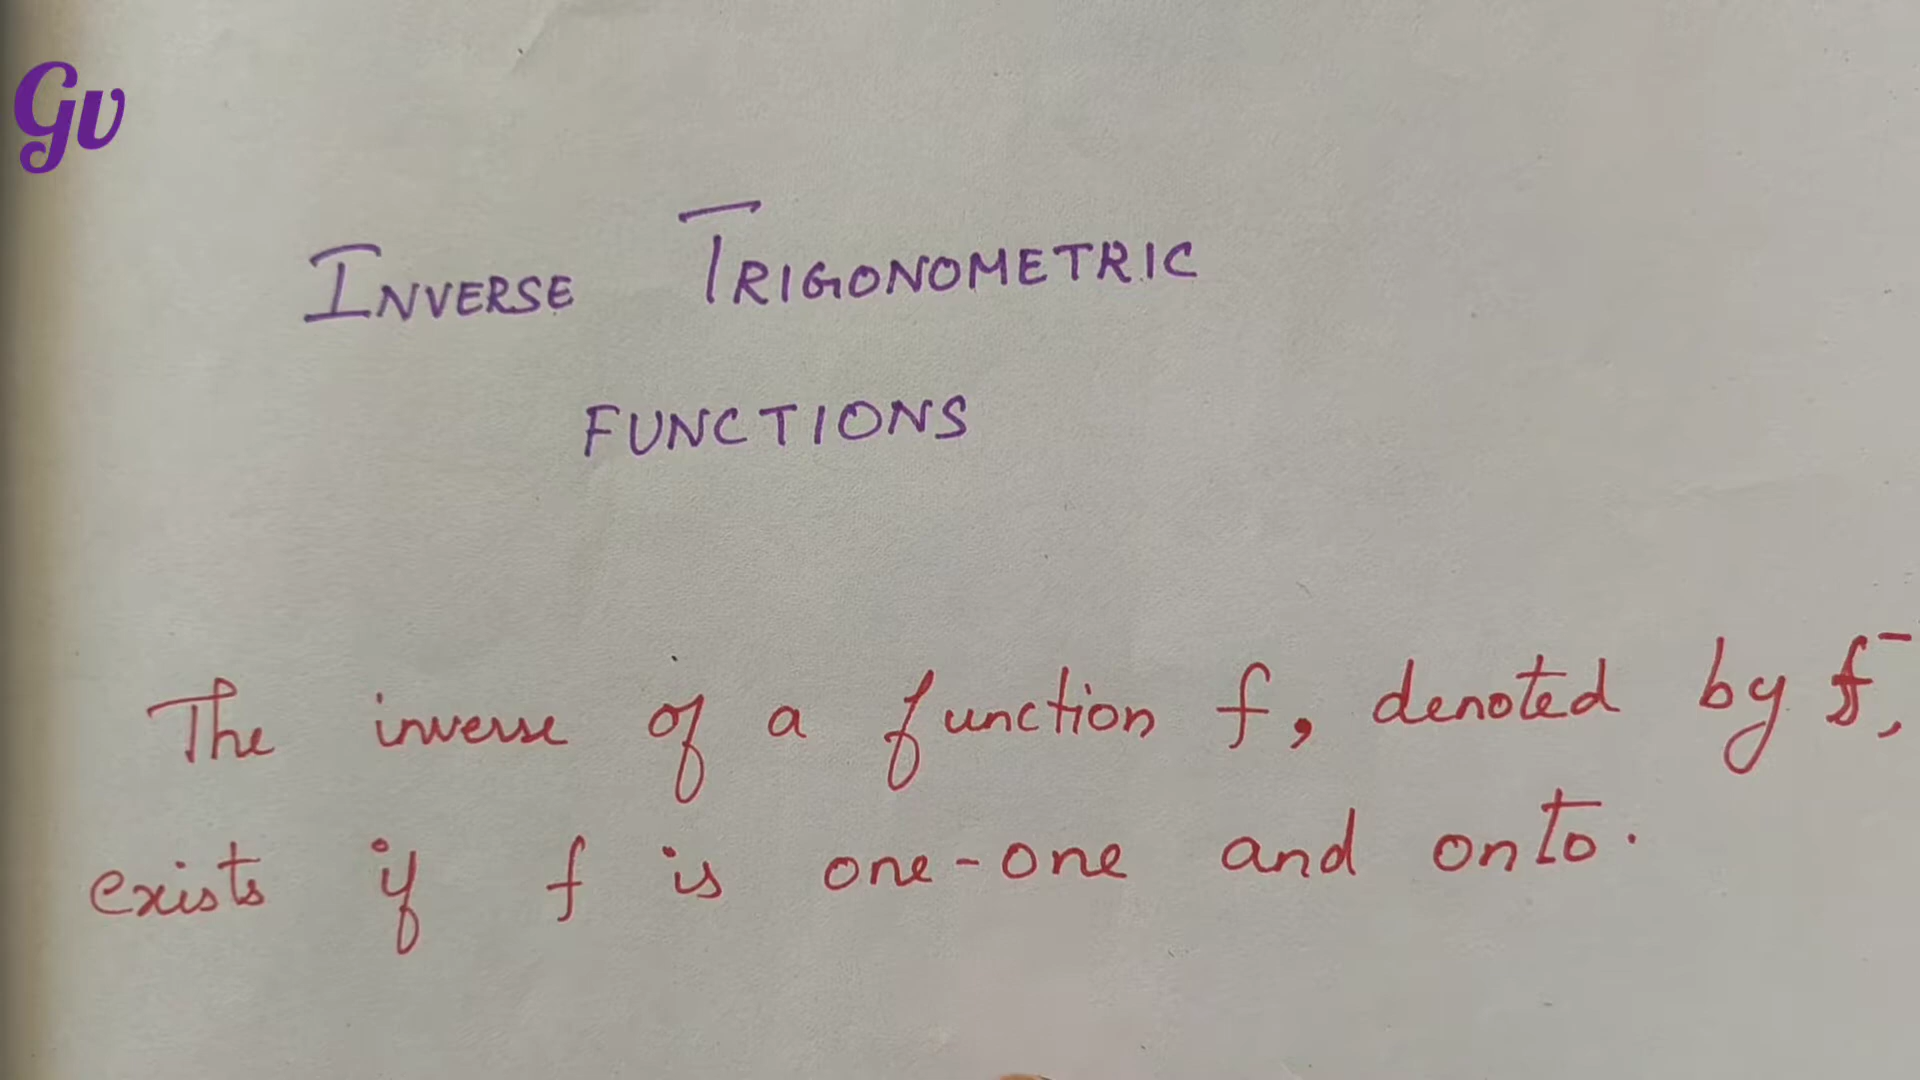 Gv
INVERSE TRIGONOMETRIC
FUNCTIONS
The inverse of a function f, denoted by f⁻,
exists if f is one-one and onto.